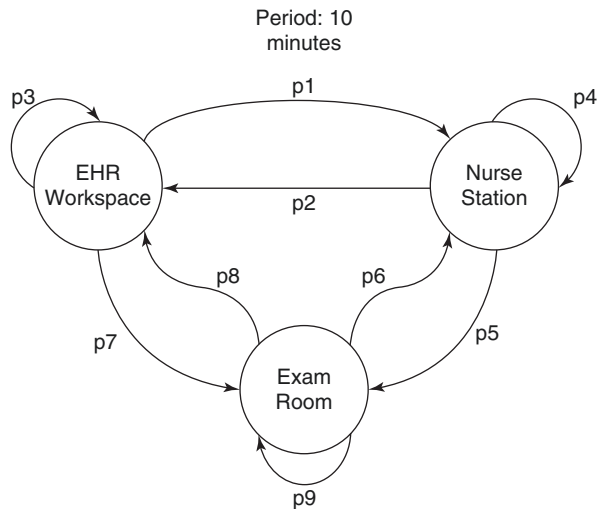 Period: 10
minutes
p1
p3
p4
EHR
Workspace
Nurse
Station
p2
p8
p6
p7
p5
Exam
Room
p9